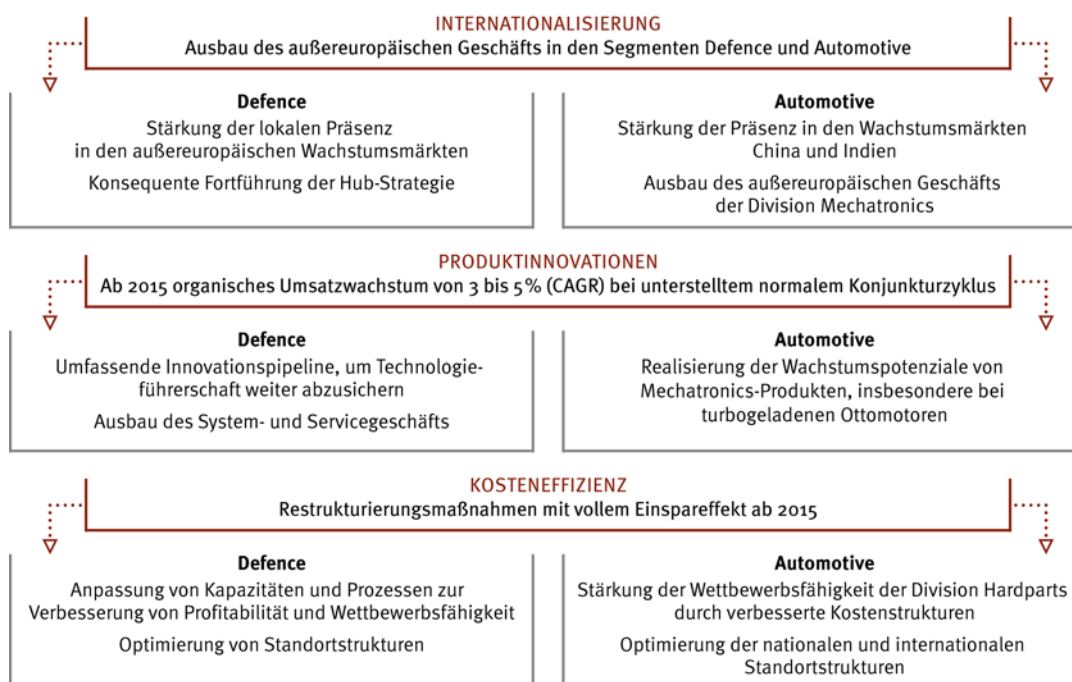 INTERNATIONALISIERUNG
Ausbau des außereuropäischen Geschäfts in den Segmenten Defence und Automotive
Defence
Stärkung der lokalen Präsenz
in den außereuropäischen Wachstumsmärkten
Konsequente Fortführung der Hub-Strategie
Automotive
Stärkung der Präsenz in den Wachstumsmärkten
China und Indien
Ausbau des außereuropäischen Geschäfts
der Division Mechatronics
PRODUKTINNOVATIONEN
Ab 2015 organisches Umsatzwachstum von 3 bis 5% (CAGR) bei unterstelltem normalem Konjunkturzyklus
Defence
Umfassende Innovationspipeline, um Technologie-
führerschaft weiter abzusichern
Ausbau des System- und Servicegeschäfts
Automotive
Realisierung der Wachstumspotenziale von
Mechatronics-Produkten, insbesondere bei
turbogeladenen Ottomotoren
KOSTENEFFIZIENZ
Restrukturierungsmaßnahmen mit vollem Einspareffekt ab 2015
Defence
Anpassung von Kapazitäten und Prozessen zur
Verbesserung von Profitabilität und Wettbewerbsfähigkeit
Optimierung von Standortstrukturen
Automotive
Stärkung der Wettbewerbsfähigkeit der Division Hardparts
durch verbesserte Kostenstrukturen
Optimierung der nationalen und internationalen
Standortstrukturen